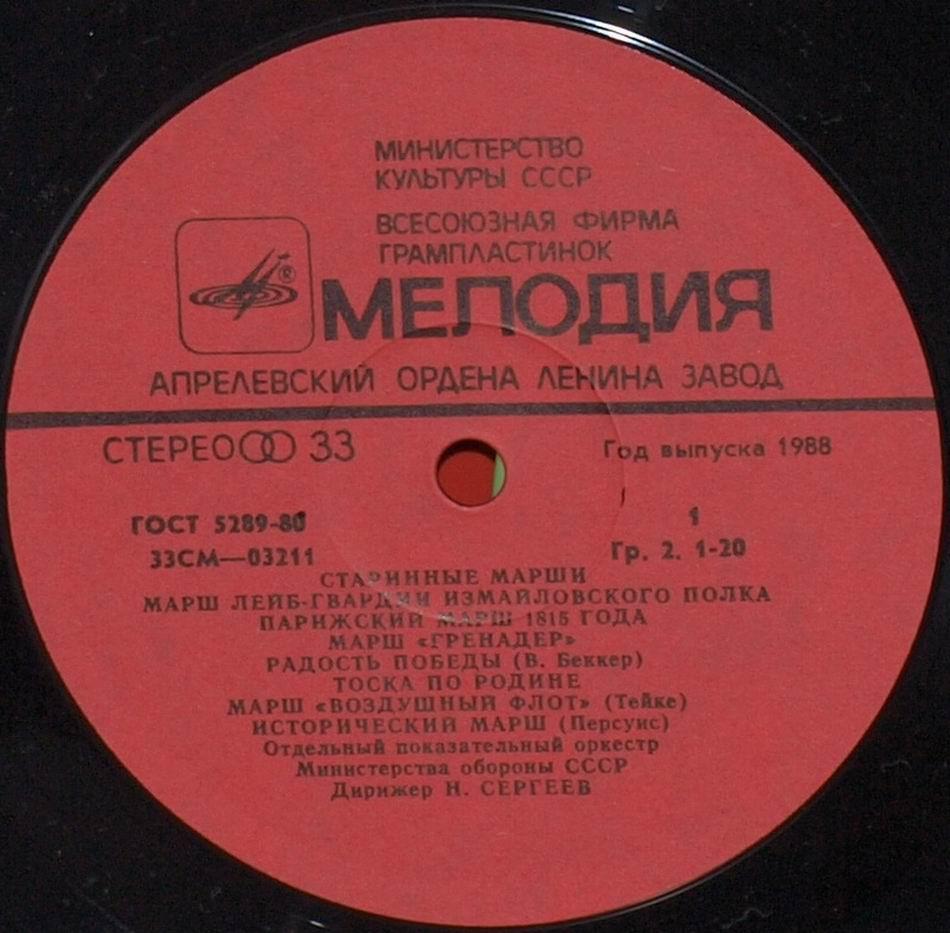 МИНИСТЕРСТВО
КУЛЬТУРЫ СССР
ВСЕСОЮЗНАЯ ФИРМА
ГРАМПЛАСТИНОК
®
МЕЛОДИЯ
АПРЕЛЕВСКИЙ ОРДЕНА ЛЕНИНА ЗАВОД
СТЕРЕО 33
Год выпуска 1988
ГОСТ 5289-80
1
33СМ—03211
Гр. 2. 1-20
СТАРИННЫЕ МАРШИ
МАРШ ЛЕЙБ-ГВАРДИИ ИЗМАЙЛОВСКОГО ПОЛКА
ПАРИЖСКИЙ МАРШ 1815 ГОДА
МАРШ «ГРЕНАДЕР»
РАДОСТЬ ПОБЕДЫ (В. Беккер)
ТОСКА ПО РОДИНЕ
МАРШ «ВОЗДУШНЫЙ ФЛОТ» (Тейке)
ИСТОРИЧЕСКИЙ МАРШ (Персуис)
Отдельный показательный оркестр
Министерства обороны СССР
Дирижер Н. СЕРГЕЕВ